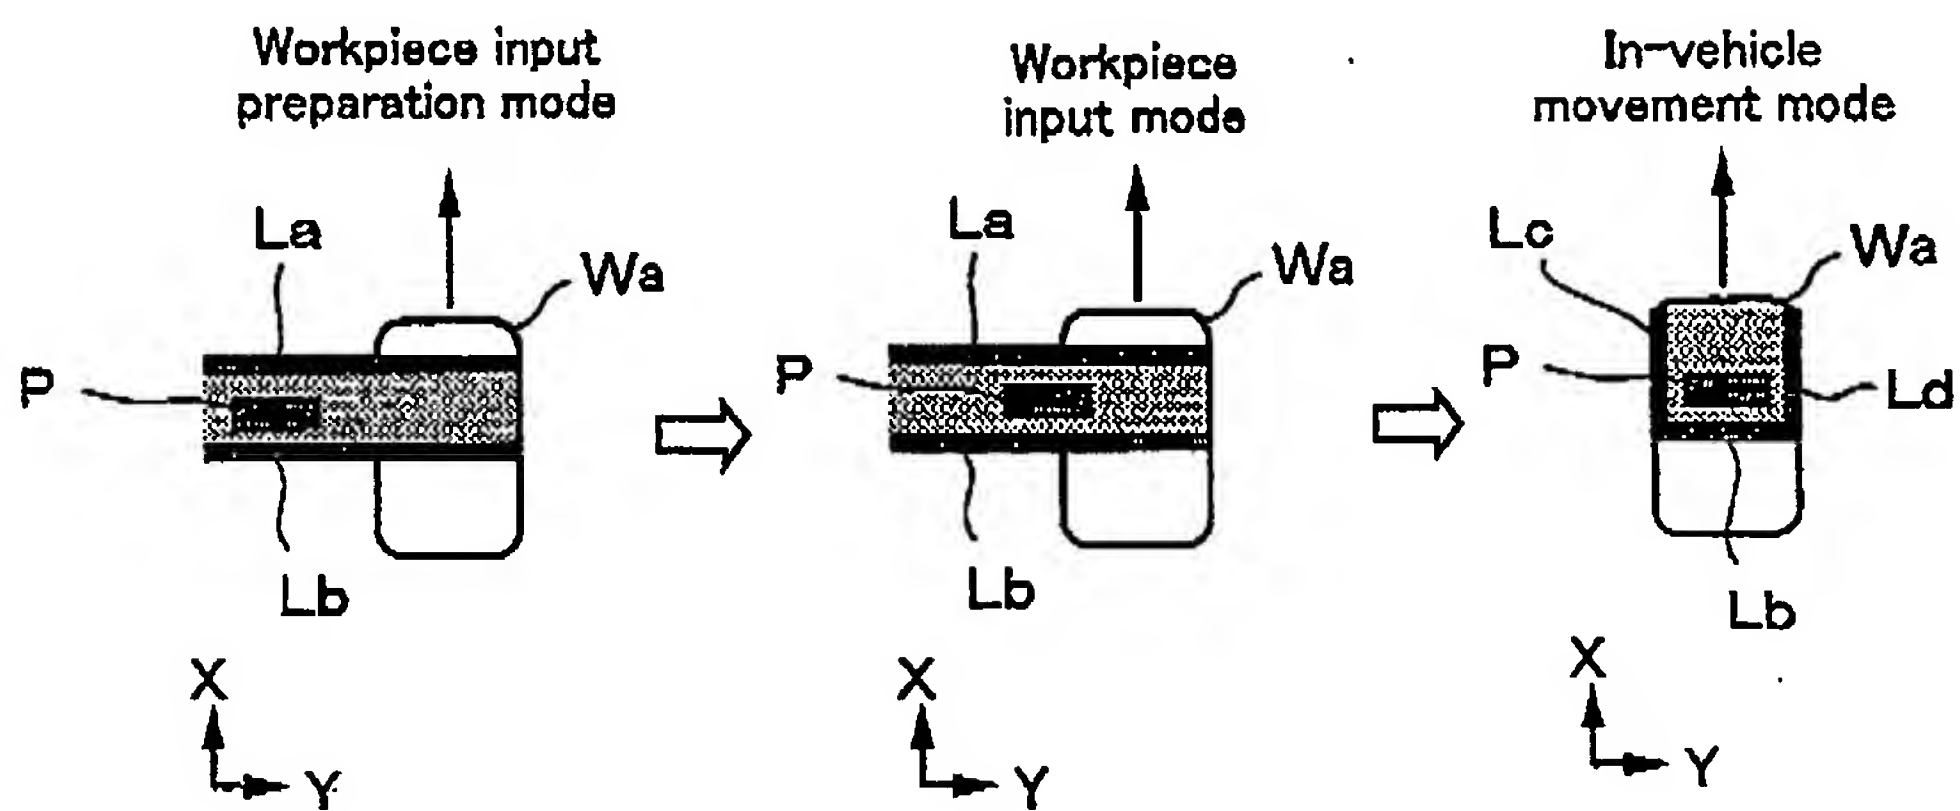 Workpiece input
preparation mode
La
Wa
P
Lb
X
Y
Workpiece
input mode
La
Wa
P
Lb
X
Y
In-vehicle
movement mode
Lc
Wa
P
Ld
Lb
X
Y